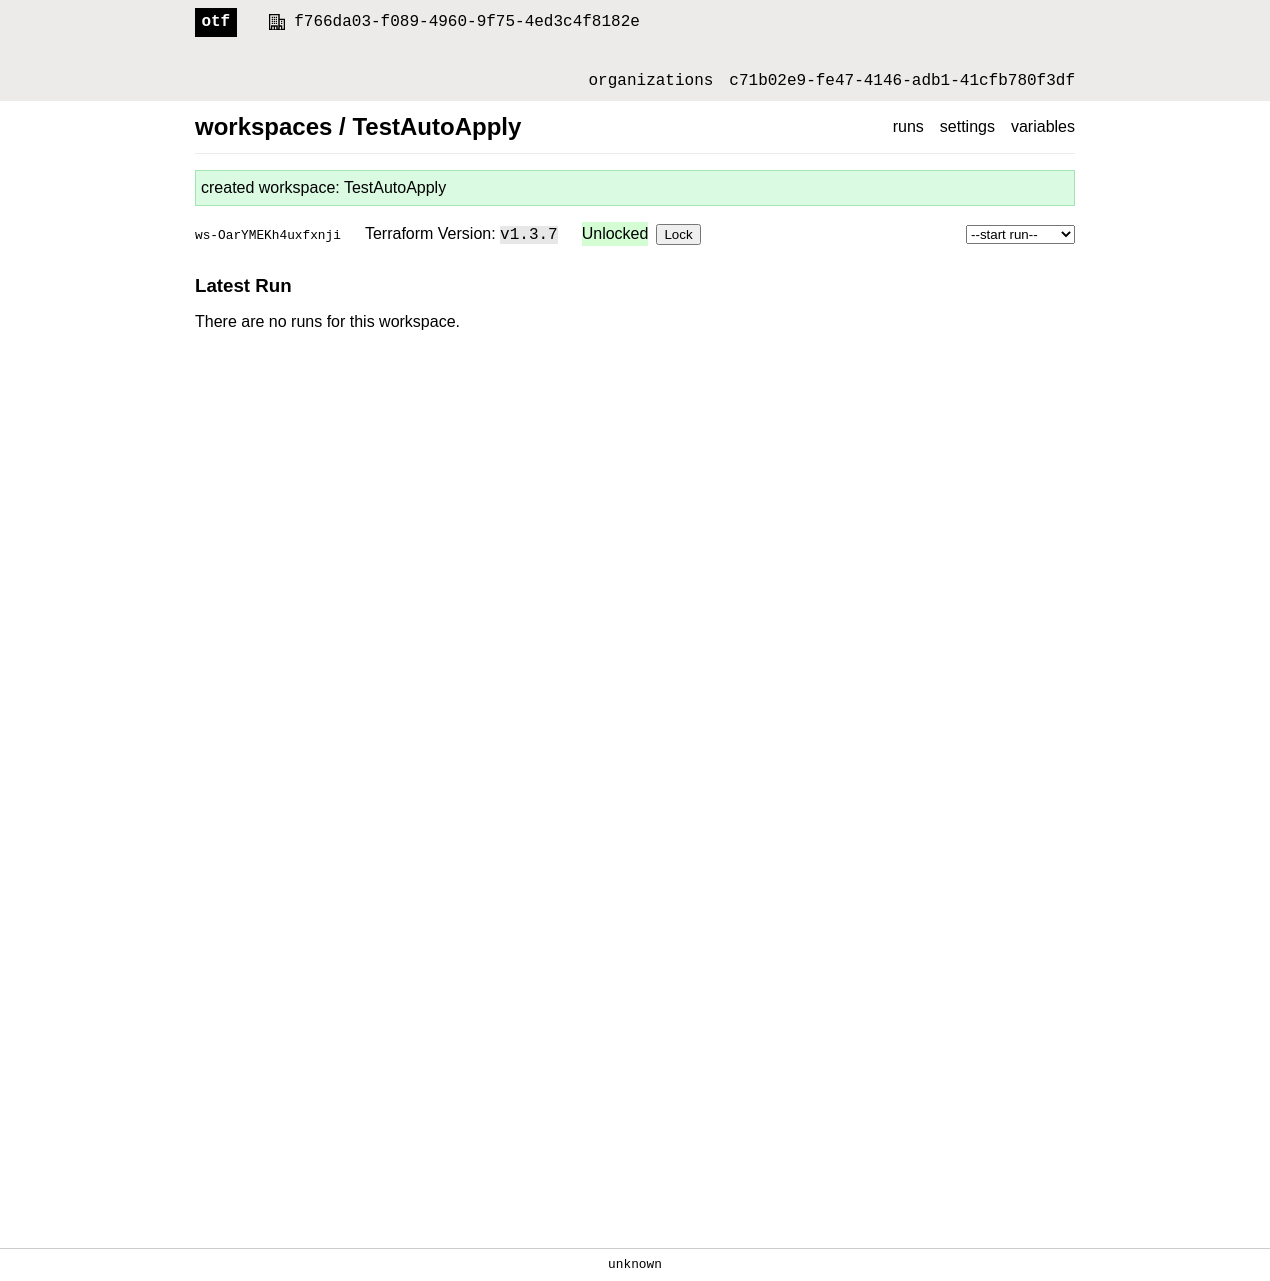 otf f766da03-f089-4960-9f75-4ed3c4f8182e
organizations c71b02e9-fe47-4146-adb1-41cfb780f3df
workspaces / TestAutoApply runs settings variables
created workspace: TestAutoApply
ws-OarYMEKh4uxfxnji Terraform Version: v1.3.7 Unlocked Lock --start run--
Latest Run
There are no runs for this workspace.
unknown